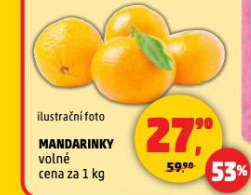 ilustrační foto
MANDARINKY
volné
cena za 1 kg
27,90
59.90
53%